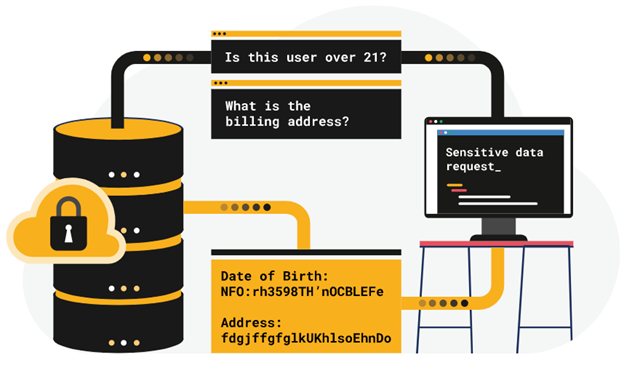 Is this user over 21?
What is the
billing address?
Sensitive data
request_
Date of Birth:
NFO:rh3598TH'nOCBLEFe
Address:
fdgjffgfglkUKhlsoEhnDo